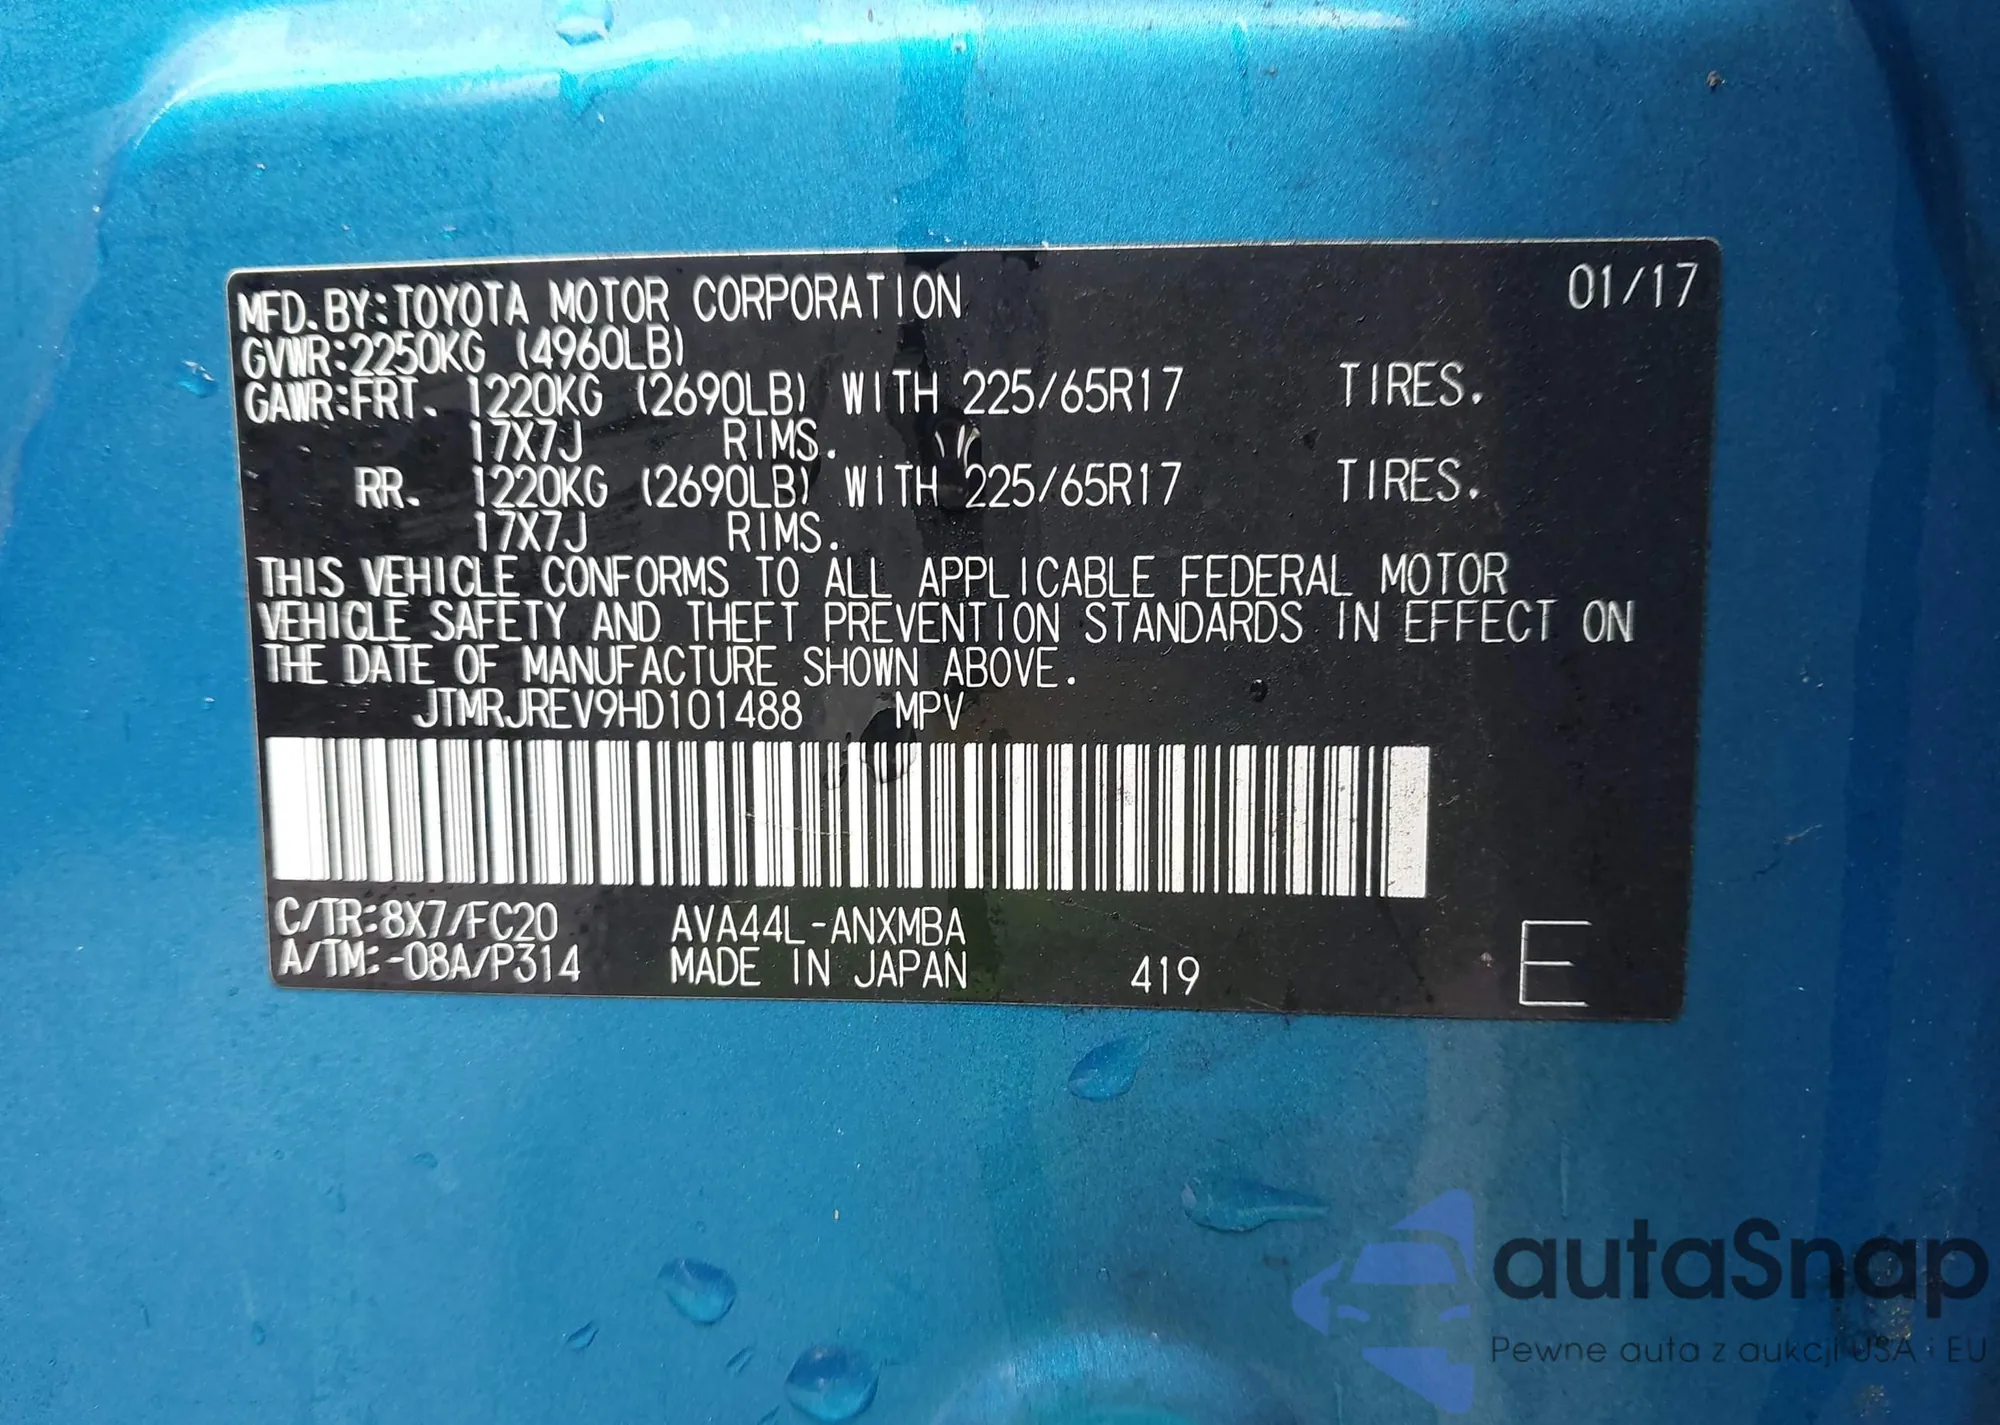 01/17
MFD. BY:TOYOTA MOTOR CORPORATION
GVWR:2250KG (4960LB)
GAWR:FRT. 1220KG (2690LB) WITH 225/65R17 TIRES.
17X7J RIMS.
RR. 1220KG (2690LB) WITH 225/65R17 TIRES.
17X7J RIMS.
THIS VEHICLE CONFORMS TO ALL APPLICABLE FEDERAL MOTOR
VEHICLE SAFETY AND THEFT PREVENTION STANDARDS IN EFFECT ON
THE DATE OF MANUFACTURE SHOWN ABOVE.
JTMRJREV9HD101488 MPV
C/TR:8X7/FC20 AVA44L-ANXMBA
A/TM:-08A/P314 MADE IN JAPAN 419 E
autaSnap
Pewne auta z aukcji USA i EU